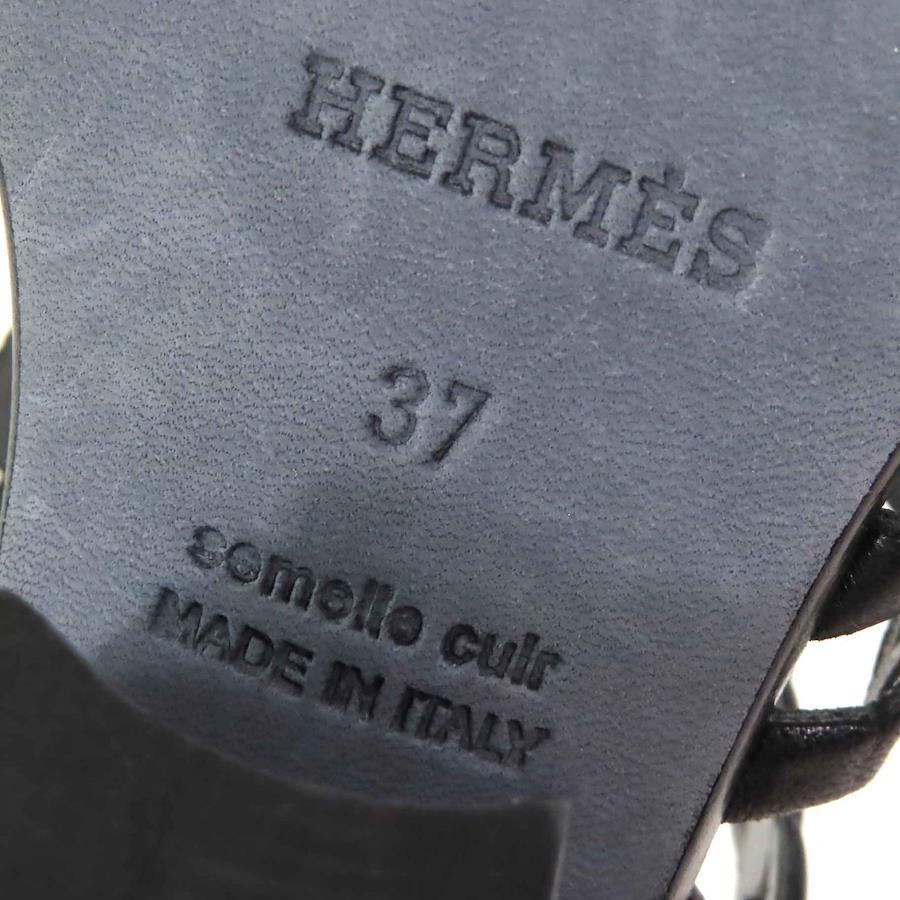 HERMÈS
37
semelle cuir
MADE IN ITALY